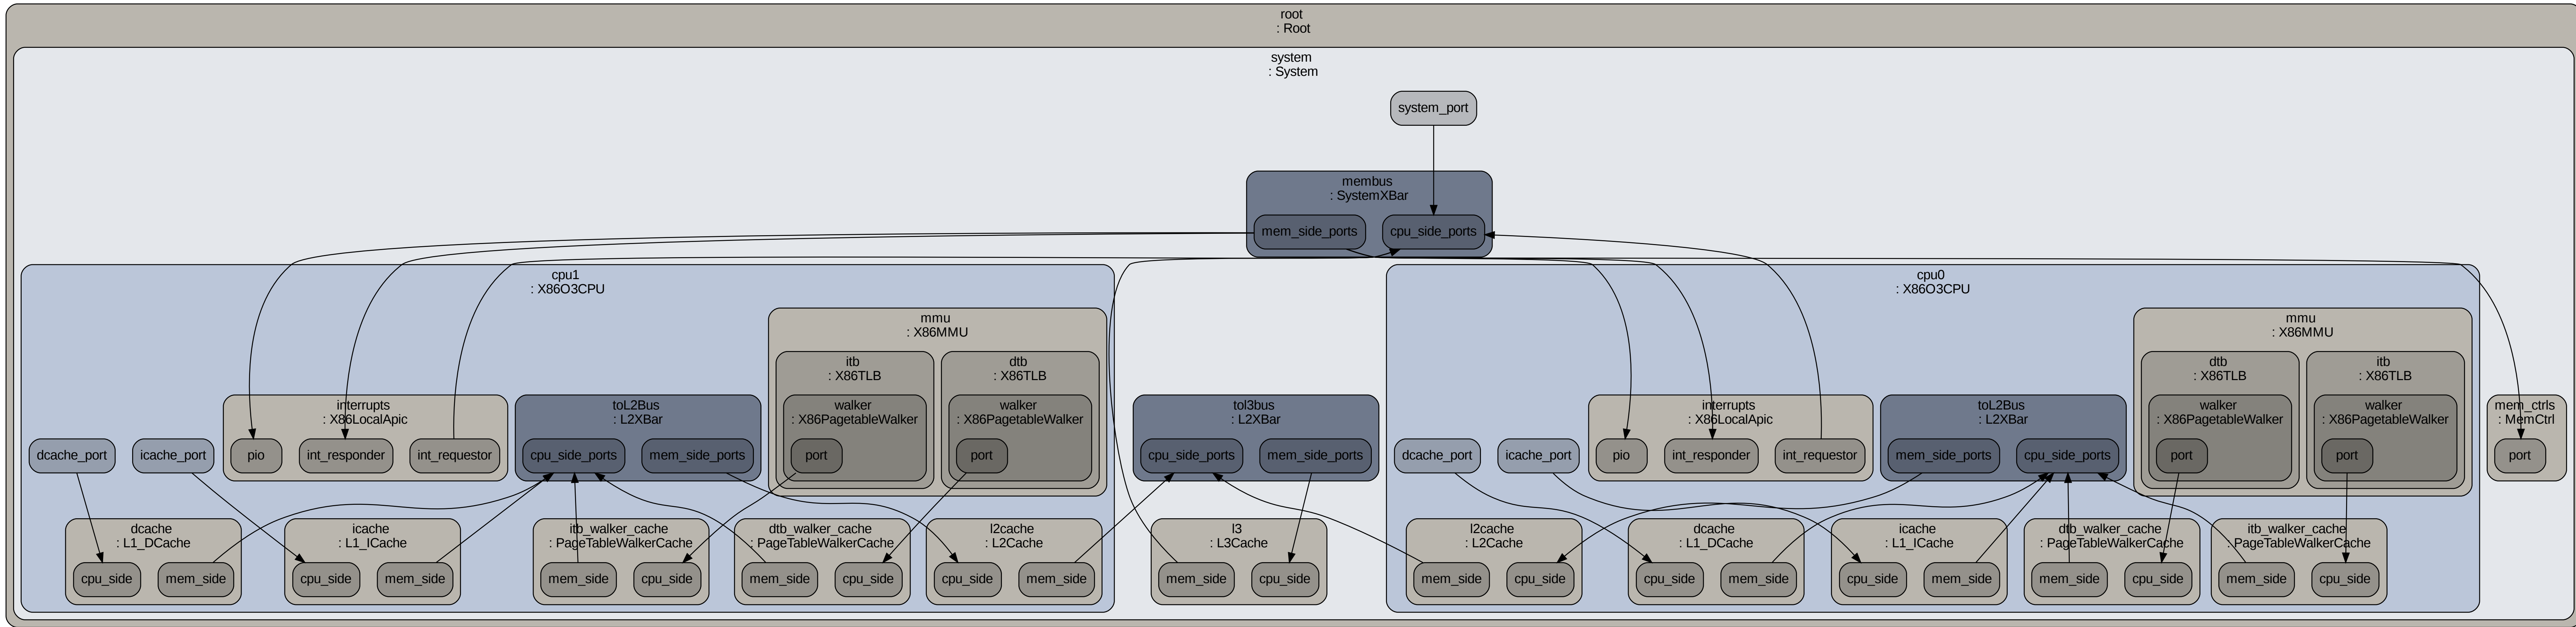 root
: Root
system
: System
system_port
membus
: SystemXBar
mem_side_ports
cpu_side_ports
cpu1
: X86O3CPU
mmu
: X86MMU
itb
: X86TLB
dtb
: X86TLB
walker
: X86PagetableWalker
walker
: X86PagetableWalker
port
port
interrupts
: X86LocalApic
pio
int_responder
int_requestor
toL2Bus
: L2XBar
cpu_side_ports
mem_side_ports
dcache_port
icache_port
dcache
: L1_DCache
cpu_side
mem_side
icache
: L1_ICache
cpu_side
mem_side
itb_walker_cache
: PageTableWalkerCache
mem_side
cpu_side
dtb_walker_cache
: PageTableWalkerCache
mem_side
cpu_side
l2cache
: L2Cache
cpu_side
mem_side
tol3bus
: L2XBar
cpu_side_ports
mem_side_ports
l3
: L3Cache
mem_side
cpu_side
cpu0
: X86O3CPU
mmu
: X86MMU
dtb
: X86TLB
itb
: X86TLB
walker
: X86PagetableWalker
walker
: X86PagetableWalker
port
port
dcache_port
icache_port
interrupts
: X86LocalApic
pio
int_responder
int_requestor
toL2Bus
: L2XBar
mem_side_ports
cpu_side_ports
l2cache
: L2Cache
mem_side
cpu_side
dcache
: L1_DCache
cpu_side
mem_side
icache
: L1_ICache
cpu_side
mem_side
dtb_walker_cache
: PageTableWalkerCache
mem_side
cpu_side
itb_walker_cache
: PageTableWalkerCache
mem_side
cpu_side
mem_ctrls
: MemCtrl
port